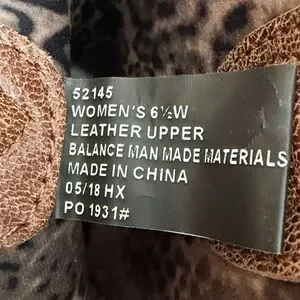 52145
WOMEN'S 6½W
LEATHER UPPER
BALANCE MAN MADE MATERIALS
MADE IN CHINA
05/18 HX
PO 1931#